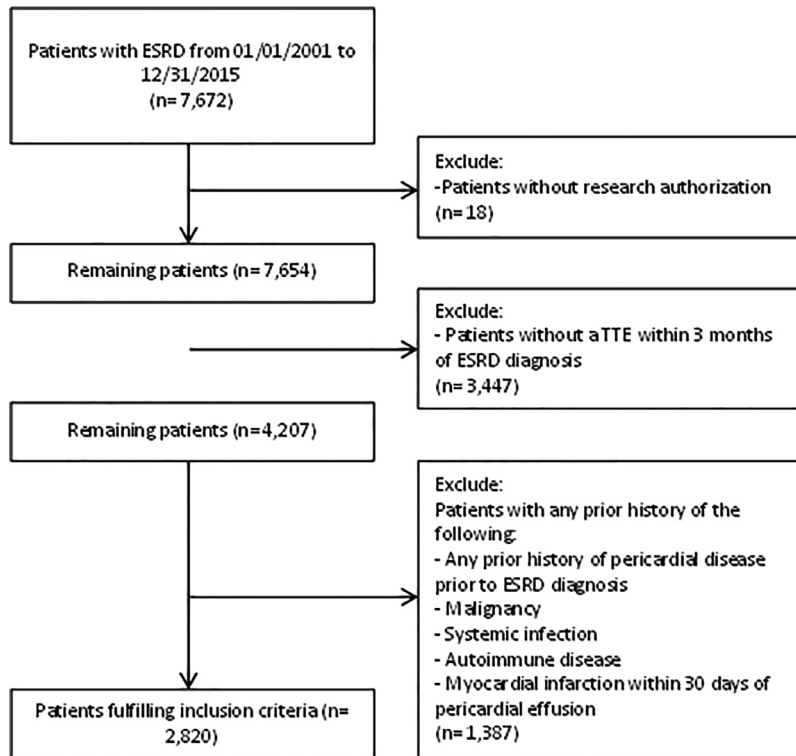 Patients with ESRD from 01/01/2001 to
12/31/2015
(n= 7,672)
Exclude:
-Patients without research authorization
(n= 18)
Remaining patients (n= 7,654)
Exclude:
- Patients without a TTE within 3 months
of ESRD diagnosis
(n= 3,447)
Remaining patients (n=4,207)
Exclude:
Patients with any prior history of the
following:
- Any prior history of pericardial disease
prior to ESRD diagnosis
- Malignancy
- Systemic infection
- Autoimmune disease
- Myocardial infarction within 30 days of
pericardial effusion
(n= 1,387)
Patients fulfilling inclusion criteria (n=
2,820)